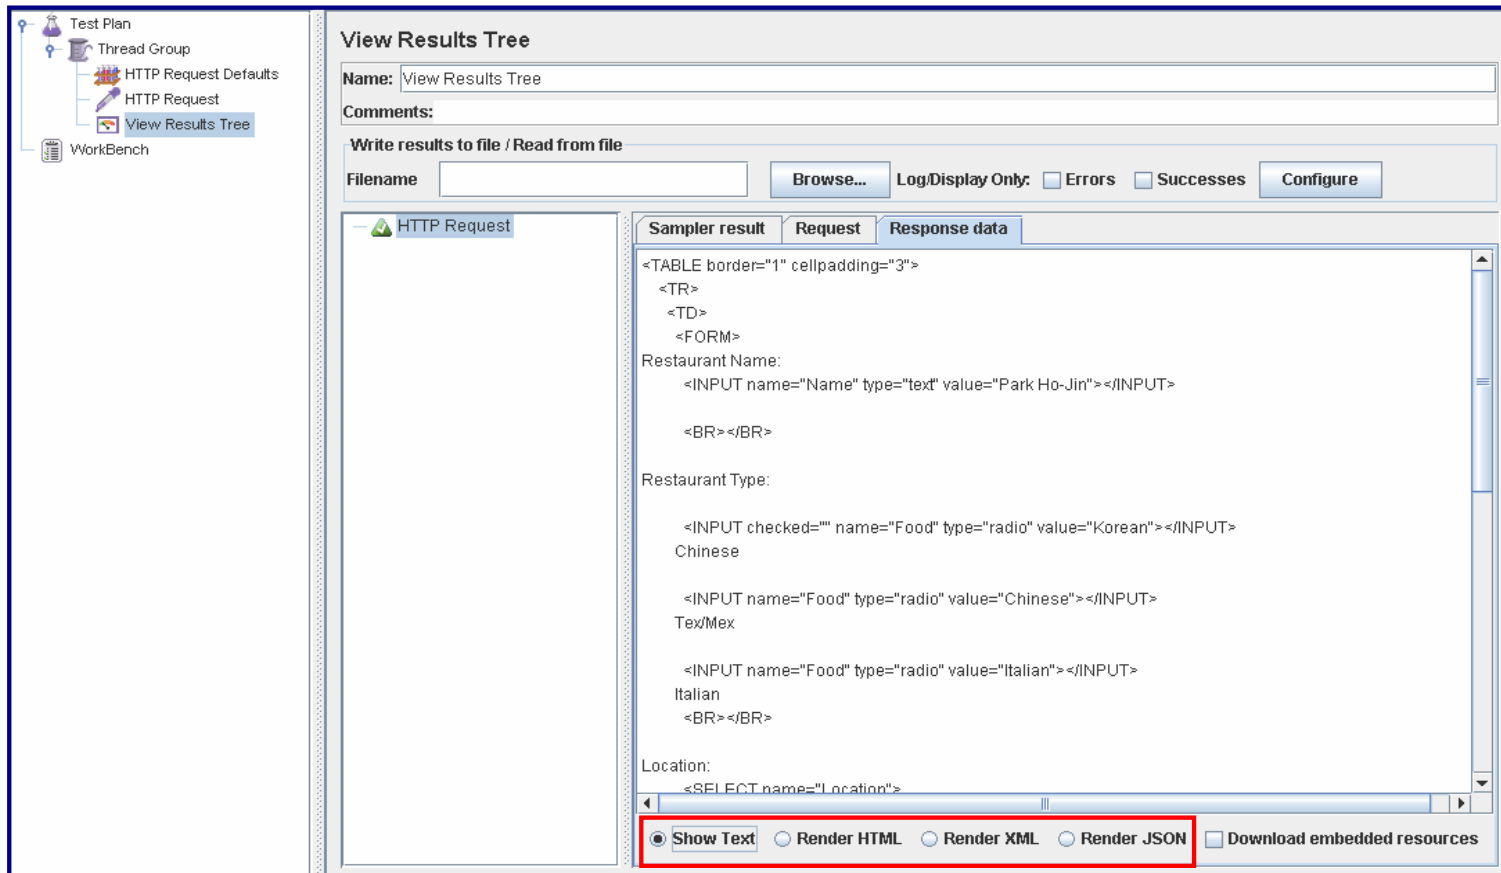 Test Plan
Thread Group
HTTP Request Defaults
HTTP Request
View Results Tree
WorkBench
View Results Tree
Name: View Results Tree
Comments:
Write results to file / Read from file
Filename Browse... Log/Display Only: Errors Successes Configure
HTTP Request
Sampler result Request Response data
<TABLE border="1" cellpadding="3">
<TR>
<TD>
<FORM>
Restaurant Name:
<INPUT name="Name" type="text" value="Park Ho-Jin"></INPUT>
<BR></BR>
Restaurant Type:
<INPUT checked="" name="Food" type="radio" value="Korean"></INPUT>
Chinese
<INPUT name="Food" type="radio" value="Chinese"></INPUT>
Tex/Mex
<INPUT name="Food" type="radio" value="Italian"></INPUT>
Italian
<BR></BR>
Location:
<SELECT name="Location">
Show Text Render HTML Render XML Render JSON Download embedded resources